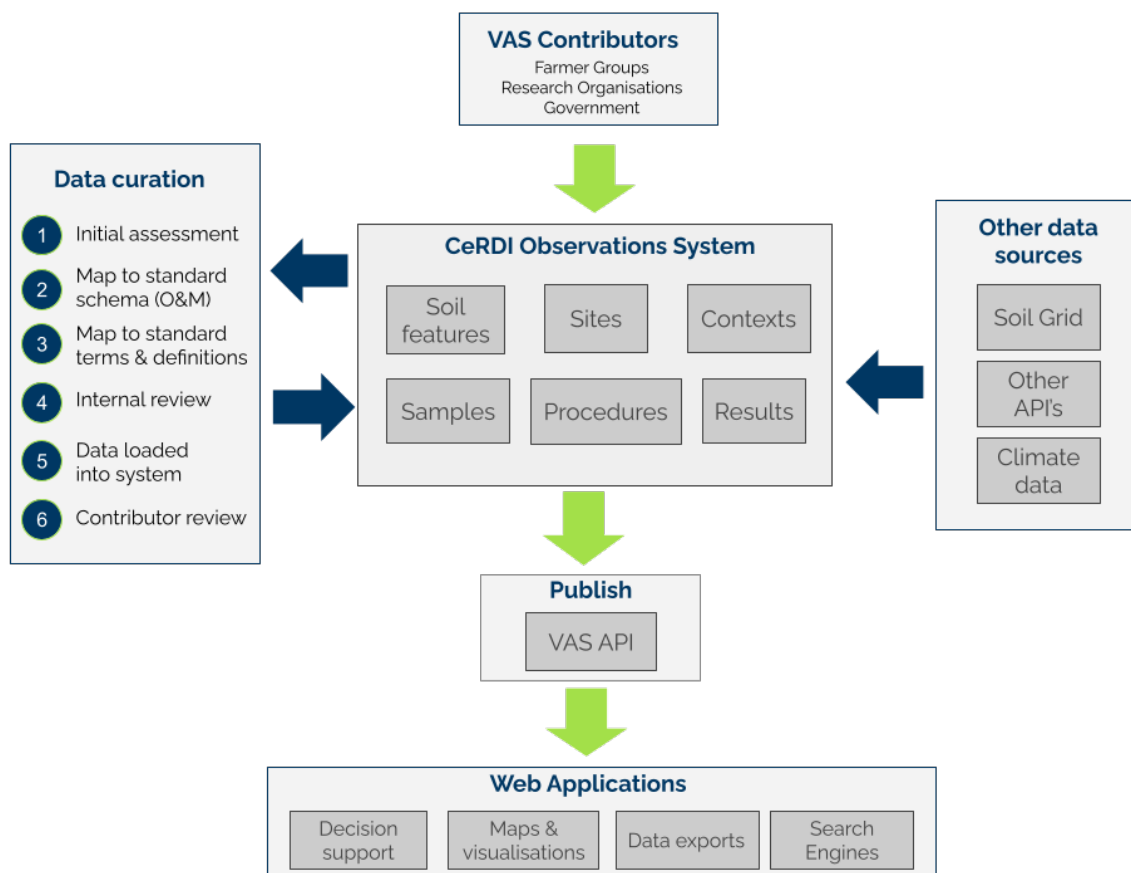 VAS Contributors
Farmer Groups
Research Organisations
Government
Data curation
1 Initial assessment
2 Map to standard
schema (O&M)
3 Map to standard
terms & definitions
4 Internal review
5 Data loaded
into system
6 Contributor review
CeRDI Observations System
Soil
features
Sites
Contexts
Samples
Procedures
Results
Other data
sources
Soil Grid
Other
API's
Climate
data
Publish
VAS API
Web Applications
Decision
support
Maps &
visualisations
Data exports
Search
Engines